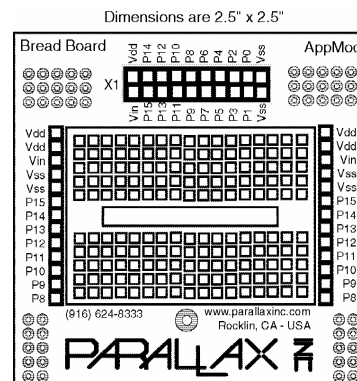 Dimensions are 2.5" x 2.5"
Bread Board AppMod
Vdd P14 P12 P10 P8 P6 P4 P2 P0 Vss
X1
Vin P15 P13 P11 P9 P7 P5 P3 P1 Vss
Vdd Vdd
Vdd Vdd
Vin Vin
Vss Vss
Vss Vss
P15 P15
P14 P14
P13 P13
P12 P12
P11 P11
P10 P10
P9 P9
P8 P8
(916) 624-8333 www.parallaxinc.com
Rocklin, CA - USA
PARALLAX